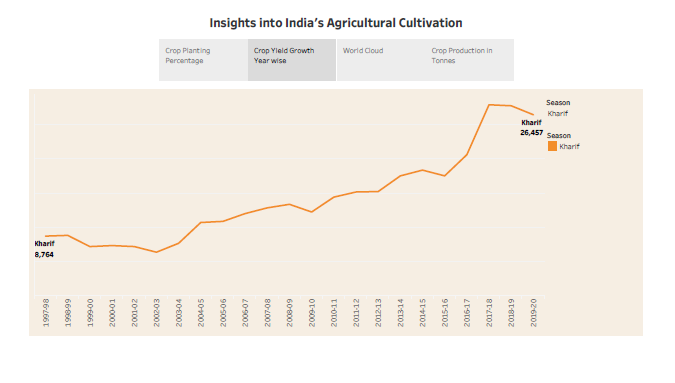 Insights into India's Agricultural Cultivation
Crop Planting
Percentage
Crop Yield Growth
Year wise
World Cloud
Crop Production in
Tonnes
Season
Kharif
Season
Kharif
Kharif
26,457
Kharif
8,764
1997-98
1998-99
1999-00
2000-01
2001-02
2002-03
2003-04
2004-05
2005-06
2006-07
2007-08
2008-09
2009-10
2010-11
2011-12
2012-13
2013-14
2014-15
2015-16
2016-17
2017-18
2018-19
2019-20